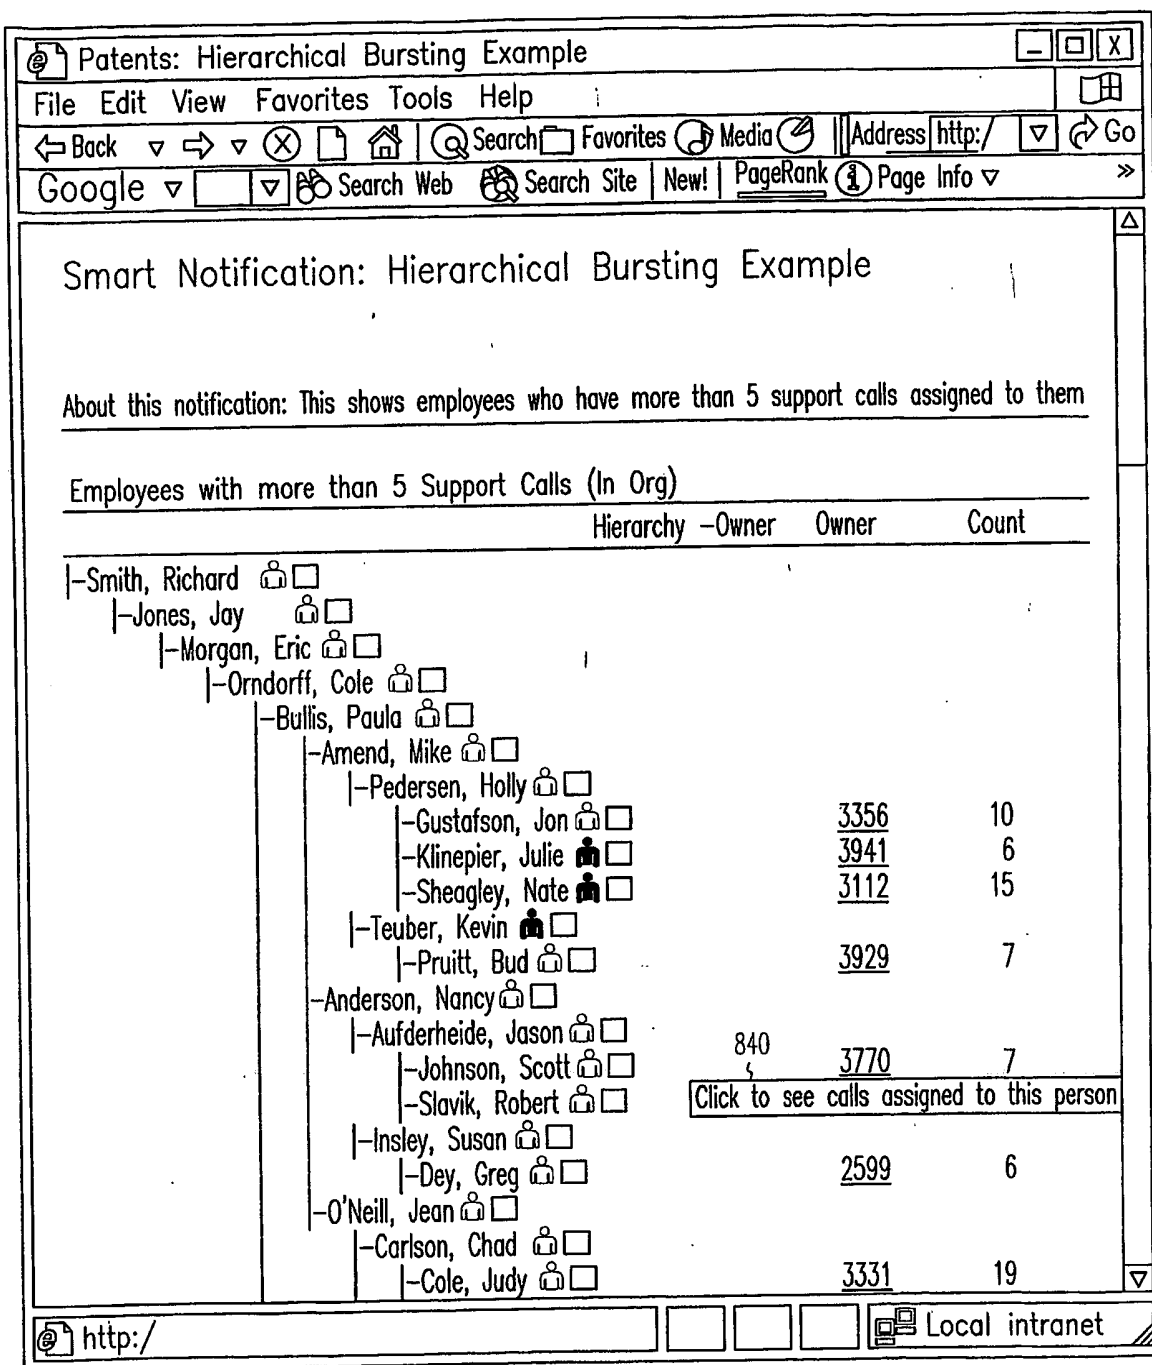 Patents: Hierarchical Bursting Example _ X
File Edit View Favorites Tools Help
Back Search Favorites Media Address http:/ Go
Google Search Web Search Site New! PageRank Page Info »
Smart Notification: Hierarchical Bursting Example
About this notification: This shows employees who have more than 5 support calls assigned to them
Employees with more than 5 Support Calls (In Org)
Hierarchy -Owner Owner Count
|-Smith, Richard
|-Jones, Jay
|-Morgan, Eric
|-Orndorff, Cole
|-Bullis, Paula
|-Amend, Mike
|-Pedersen, Holly
|-Gustafson, Jon 3356 10
|-Klinepier, Julie 3941 6
|-Sheagley, Nate 3112 15
|-Teuber, Kevin
|-Pruitt, Bud 3929 7
|-Anderson, Nancy
|-Aufderheide, Jason
840
|-Johnson, Scott 3770 7
|-Slavik, Robert Click to see calls assigned to this person
|-Insley, Susan
|-Dey, Greg 2599 6
|-O'Neill, Jean
|-Carlson, Chad
|-Cole, Judy 3331 19
http:/ Local intranet